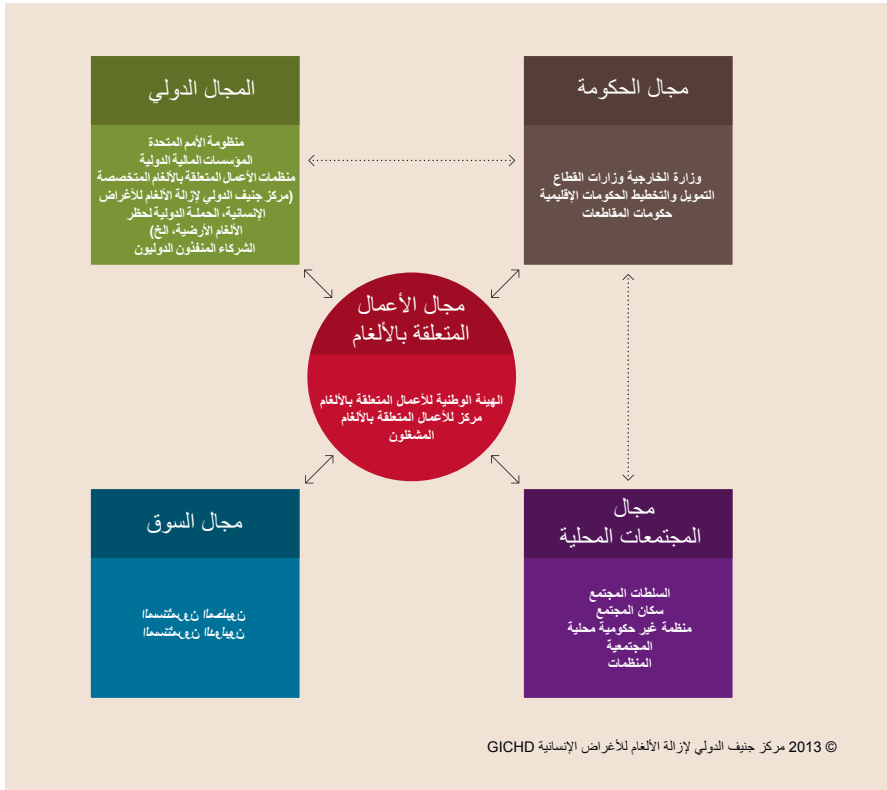 مجال الحكومة
وزارة الخارجية وزارات القطاع
التمويل والتخطيط الحكومات الإقليمية
حكومات المقاطعات
المجال الدولي
منظومة الأمم المتحدة
المؤسسات المالية الدولية
منظمات الأعمال المتعلقة بالألغام المتخصصة
(مركز جنيف الدولي لإزالة الألغام للأغراض
الإنسانية، الحملة الدولية لحظر
الألغام الأرضية، الخ)
الشركاء المنفذون الدوليون
مجال الأعمال
المتعلقة بالألغام
الهيئة الوطنية للأعمال المتعلقة بالألغام
مركز للأعمال المتعلقة بالألغام
المشغلون
مجال
المجتمعات المحلية
السلطات المجتمع
سكان المجتمع
منظمة غير حكومية محلية
المجتمعية
المنظمات
مجال السوق
المستثمرون المحليون
المستثمرون الدوليون
© 2013 مركز جنيف الدولي لإزالة الألغام للأغراض الإنسانية GICHD